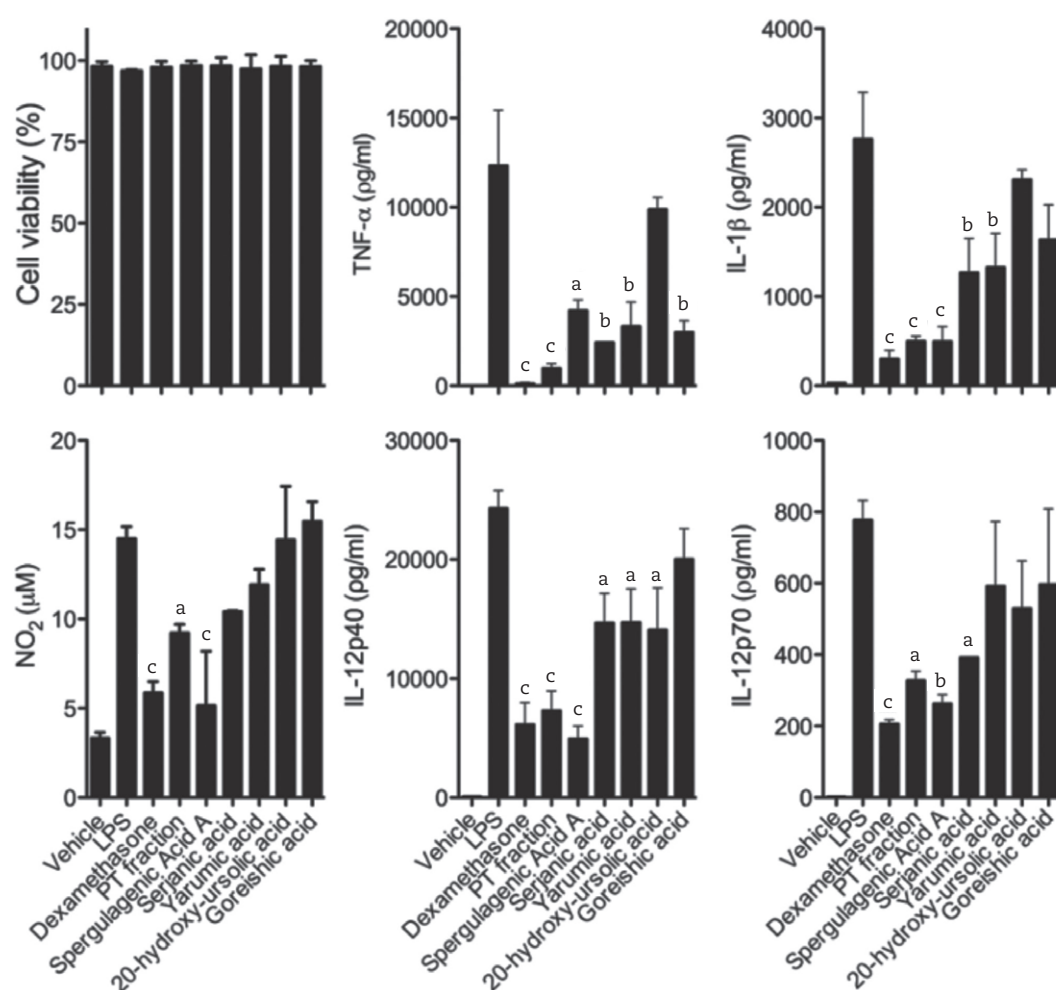 Cell viability (%)
100
75
50
25
0
TNF-α (ρg/ml)
20000
15000
10000
5000
0
c
c
a
b
b
b
IL-1β (ρg/ml)
4000
3000
2000
1000
0
c
c
c
b
b
NO2 (μM)
20
15
10
5
0
c
a
c
Vehicle
LPS
Dexamethasone
PT fraction
Spergulagenic Acid A
Serjanic acid
Yarumic acid
20-hydroxy-ursolic acid
Goreishic acid
IL-12p40 (ρg/ml)
30000
20000
10000
0
c
c
c
a
a
a
Vehicle
LPS
Dexamethasone
PT fraction
Spergulagenic Acid A
Serjanic acid
Yarumic acid
20-hydroxy-ursolic acid
Goreishic acid
IL-12p70 (ρg/ml)
1000
800
600
400
200
0
c
a
b
a
Vehicle
LPS
Dexamethasone
PT fraction
Spergulagenic Acid A
Serjanic acid
Yarumic acid
20-hydroxy-ursolic acid
Goreishic acid